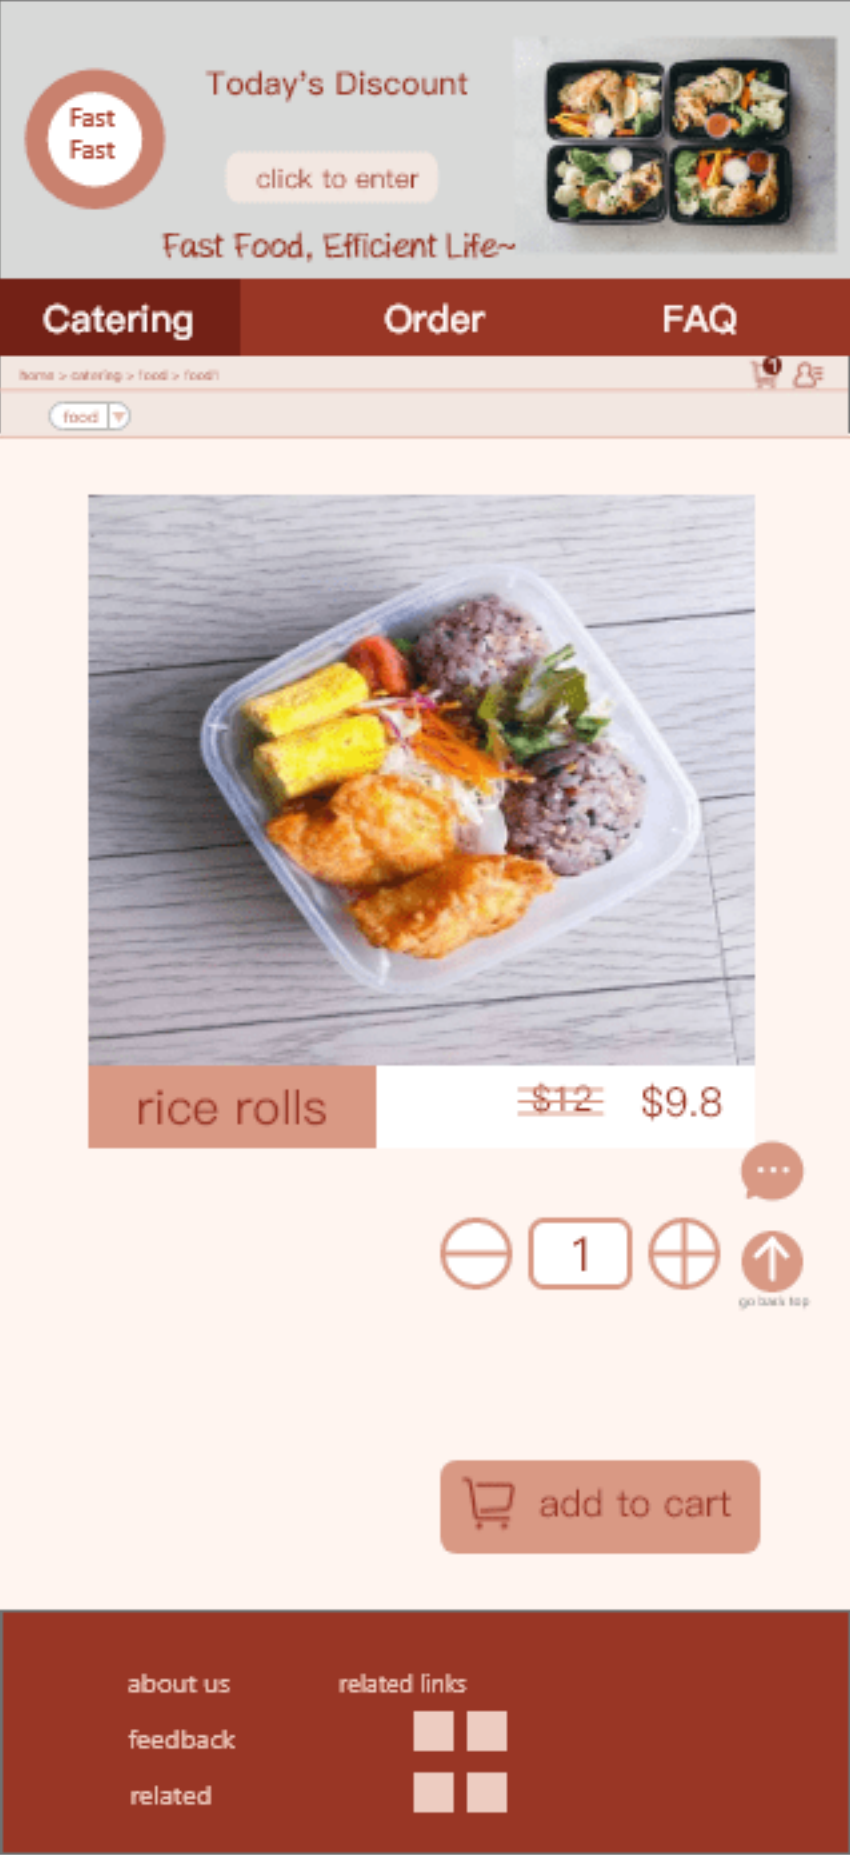 Today's Discount
Fast
Fast
click to enter
Fast Food, Efficient Life~
Catering
Order
FAQ
home > catering > food > food1
1
food
rice rolls
$12
$9.8
1
go back top
add to cart
about us
related links
feedback
related